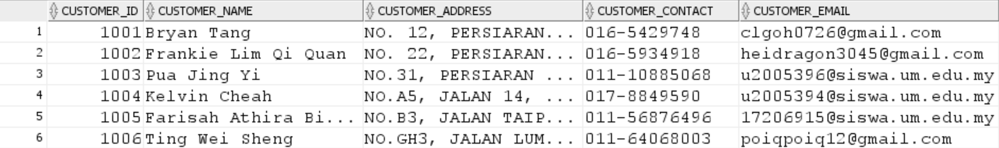 CUSTOMER_ID CUSTOMER_NAME CUSTOMER_ADDRESS CUSTOMER_CONTACT CUSTOMER_EMAIL
1 1001 Bryan Tang NO. 12, PERSIARAN... 016-5429748 clgoh0726@gmail.com
2 1002 Frankie Lim Qi Quan NO. 22, PERSIARAN... 016-5934918 heidragon3045@gmail.com
3 1003 Pua Jing Yi NO.31, PERSIARAN ... 011-10885068 u2005396@siswa.um.edu.my
4 1004 Kelvin Cheah NO.A5, JALAN 14, ... 017-8849590 u2005394@siswa.um.edu.my
5 1005 Farisah Athira Bi... NO.B3, JALAN TAIP... 011-56876496 17206915@siswa.um.edu.my
6 1006 Ting Wei Sheng NO.GH3, JALAN LUM... 011-64068003 poiqpoiq12@gmail.com